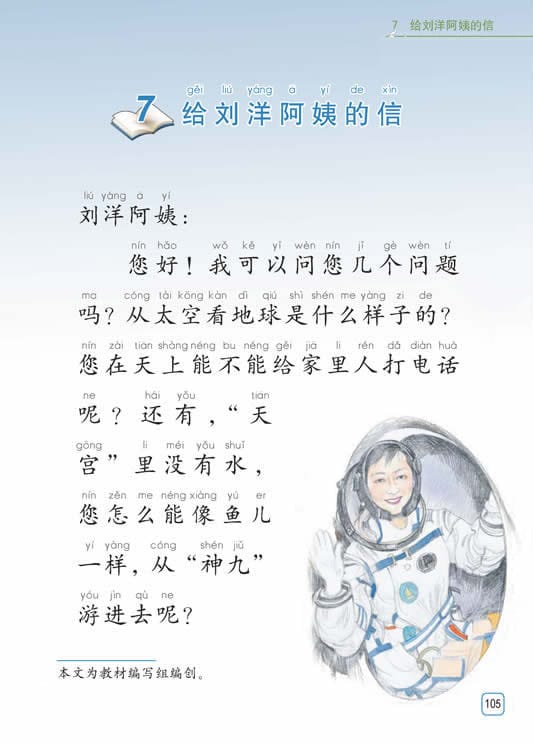 7 给刘洋阿姨的信
gěi liú yáng ā yí de xìn
7 给刘洋阿姨的信
liú yáng ā yí
刘洋阿姨：
nín hǎo wǒ kě yǐ wèn nín jǐ gè wèn tí
您好！我可以问您几个问题
ma cóng tài kōng kàn dì qiú shì shén me yàng zi de
吗？从太空看地球是什么样子的？
nín zài tiān shàng néng bu néng gěi jiā li rén dǎ diàn huà
您在天上能不能给家里人打电话
ne hái yǒu tiān
呢？还有，“天
gōng li méi yǒu shuǐ
宫”里没有水，
nín zěn me néng xiàng yú er
您怎么能像鱼儿
yí yàng cóng shén jiǔ
一样，从“神九”
yóu jìn qù ne
游进去呢？
本文为教材编写组编创。
105